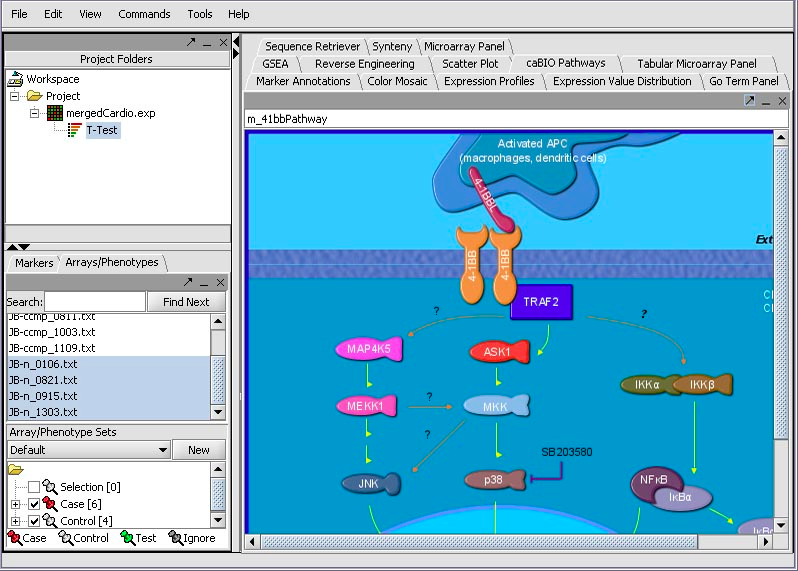 File Edit View Commands Tools Help
Project Folders
Workspace
Project
mergedCardio.exp
T-Test
Markers Arrays/Phenotypes
Search: Find Next
JB-ccmp_0811.txt
JB-ccmp_1003.txt
JB-ccmp_1109.txt
JB-n_0106.txt
JB-n_0821.txt
JB-n_0915.txt
JB-n_1303.txt
Array/Phenotype Sets
Default New
Selection [0]
Case [6]
Control [4]
Case Control Test Ignore
Sequence Retriever Synteny Microarray Panel
GSEA Reverse Engineering Scatter Plot caBIO Pathways Tabular Microarray Panel
Marker Annotations Color Mosaic Expression Profiles Expression Value Distribution Go Term Panel
m_41bbPathway
Activated APC
(macrophages, dendritic cells)
4-1BBL
4-1BB 4-1BB
Ext
TRAF2
? ?
MAP4K5 ASK1
IKKα IKKβ
MEKK1 ? MKK
?
SB203580
JNK p38
NFκB
IκBα
IκBα